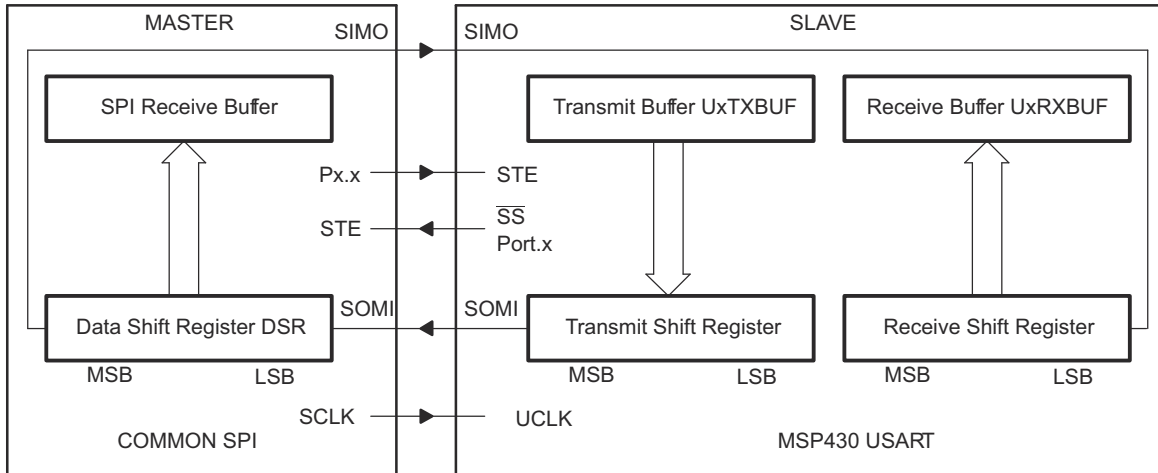 MASTER
SLAVE
SIMO
SIMO
SPI Receive Buffer
Transmit Buffer UxTXBUF
Receive Buffer UxRXBUF
Px.x
STE
STE
SS
Port.x
SOMI
SOMI
Data Shift Register DSR
Transmit Shift Register
Receive Shift Register
MSB
LSB
MSB
LSB
MSB
LSB
SCLK
UCLK
COMMON SPI
MSP430 USART